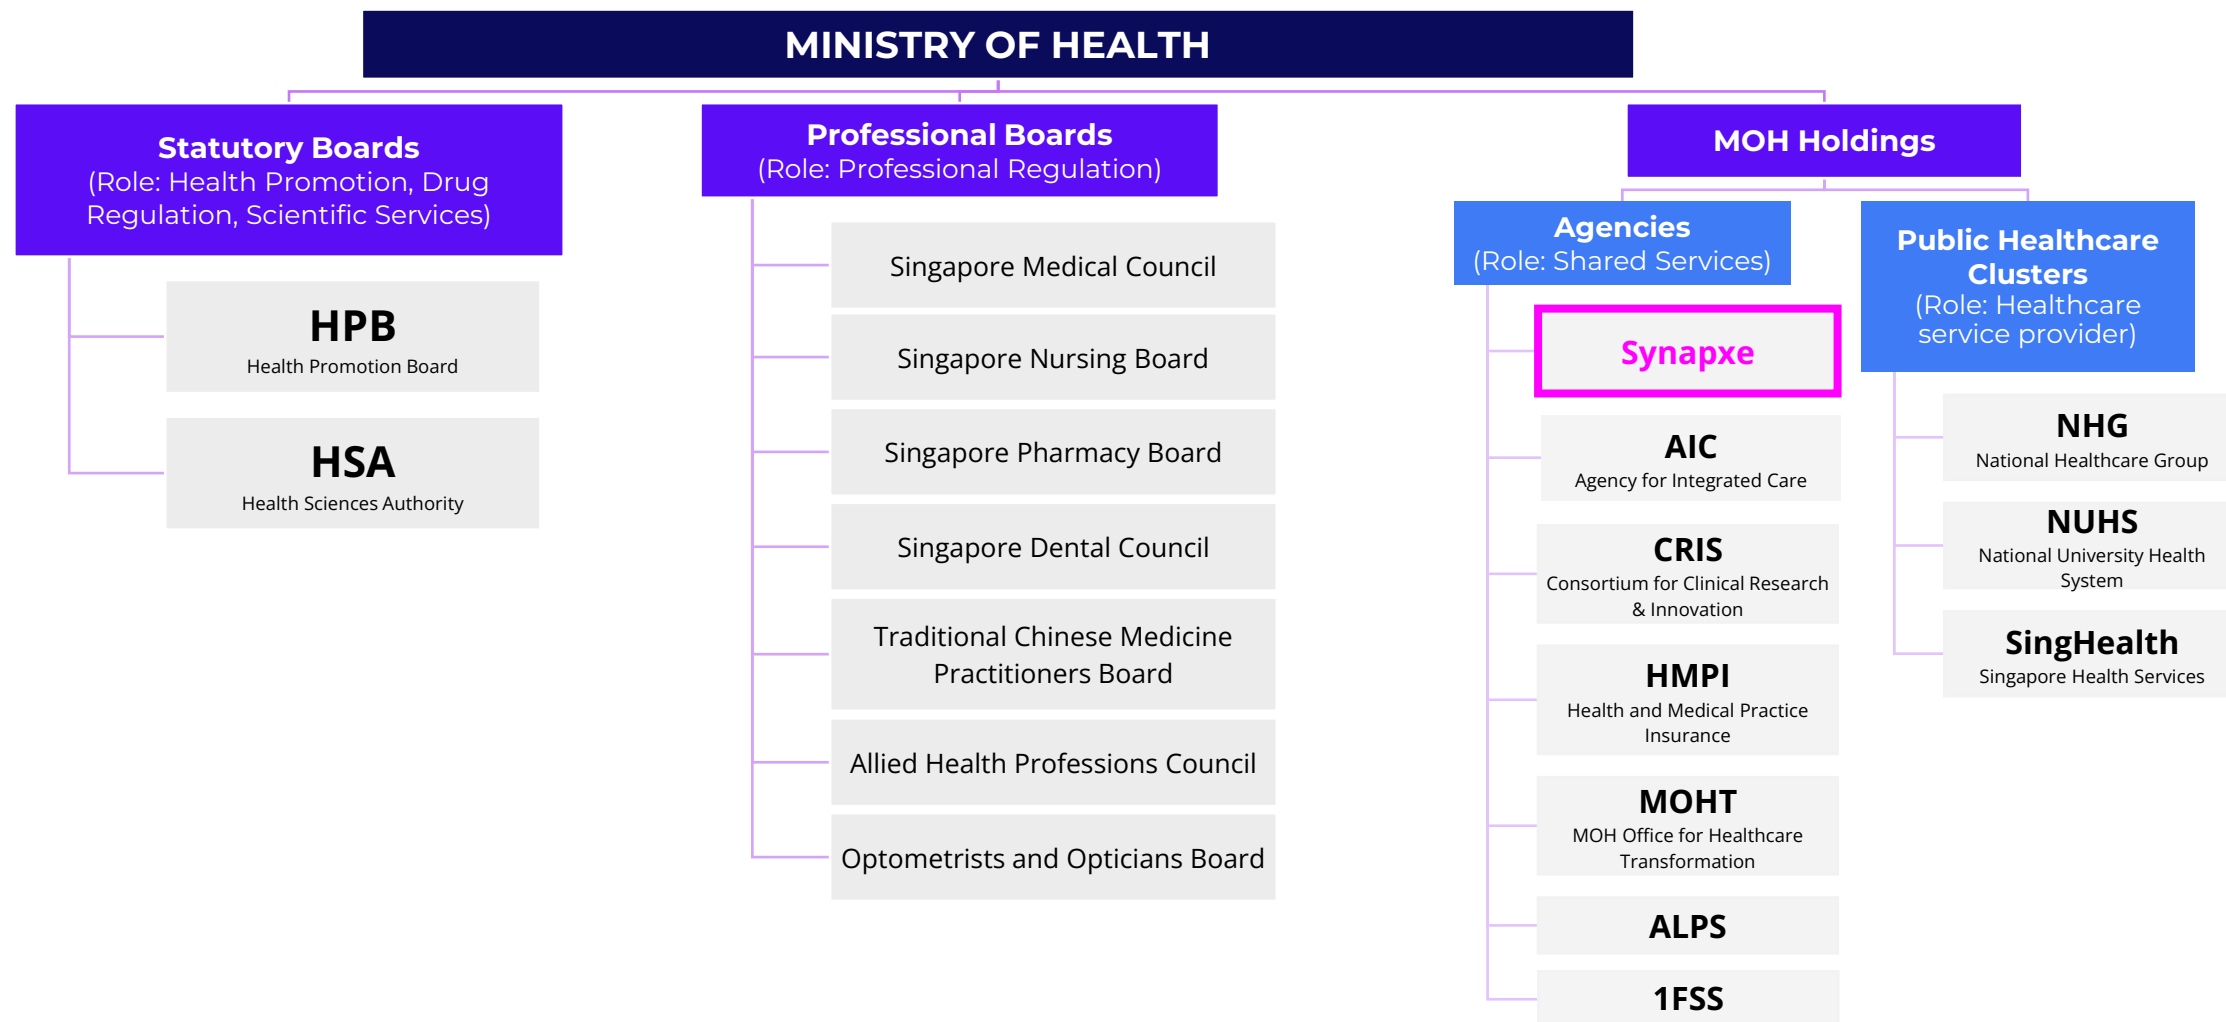 MINISTRY OF HEALTH
Statutory Boards
(Role: Health Promotion, Drug
Regulation, Scientific Services)
HPB
Health Promotion Board
HSA
Health Sciences Authority
Professional Boards
(Role: Professional Regulation)
Singapore Medical Council
Singapore Nursing Board
Singapore Pharmacy Board
Singapore Dental Council
Traditional Chinese Medicine
Practitioners Board
Allied Health Professions Council
Optometrists and Opticians Board
MOH Holdings
Agencies
(Role: Shared Services)
Synapxe
AIC
Agency for Integrated Care
CRIS
Consortium for Clinical Research
& Innovation
HMPI
Health and Medical Practice
Insurance
MOHT
MOH Office for Healthcare
Transformation
ALPS
1FSS
Public Healthcare
Clusters
(Role: Healthcare
service provider)
NHG
National Healthcare Group
NUHS
National University Health
System
SingHealth
Singapore Health Services